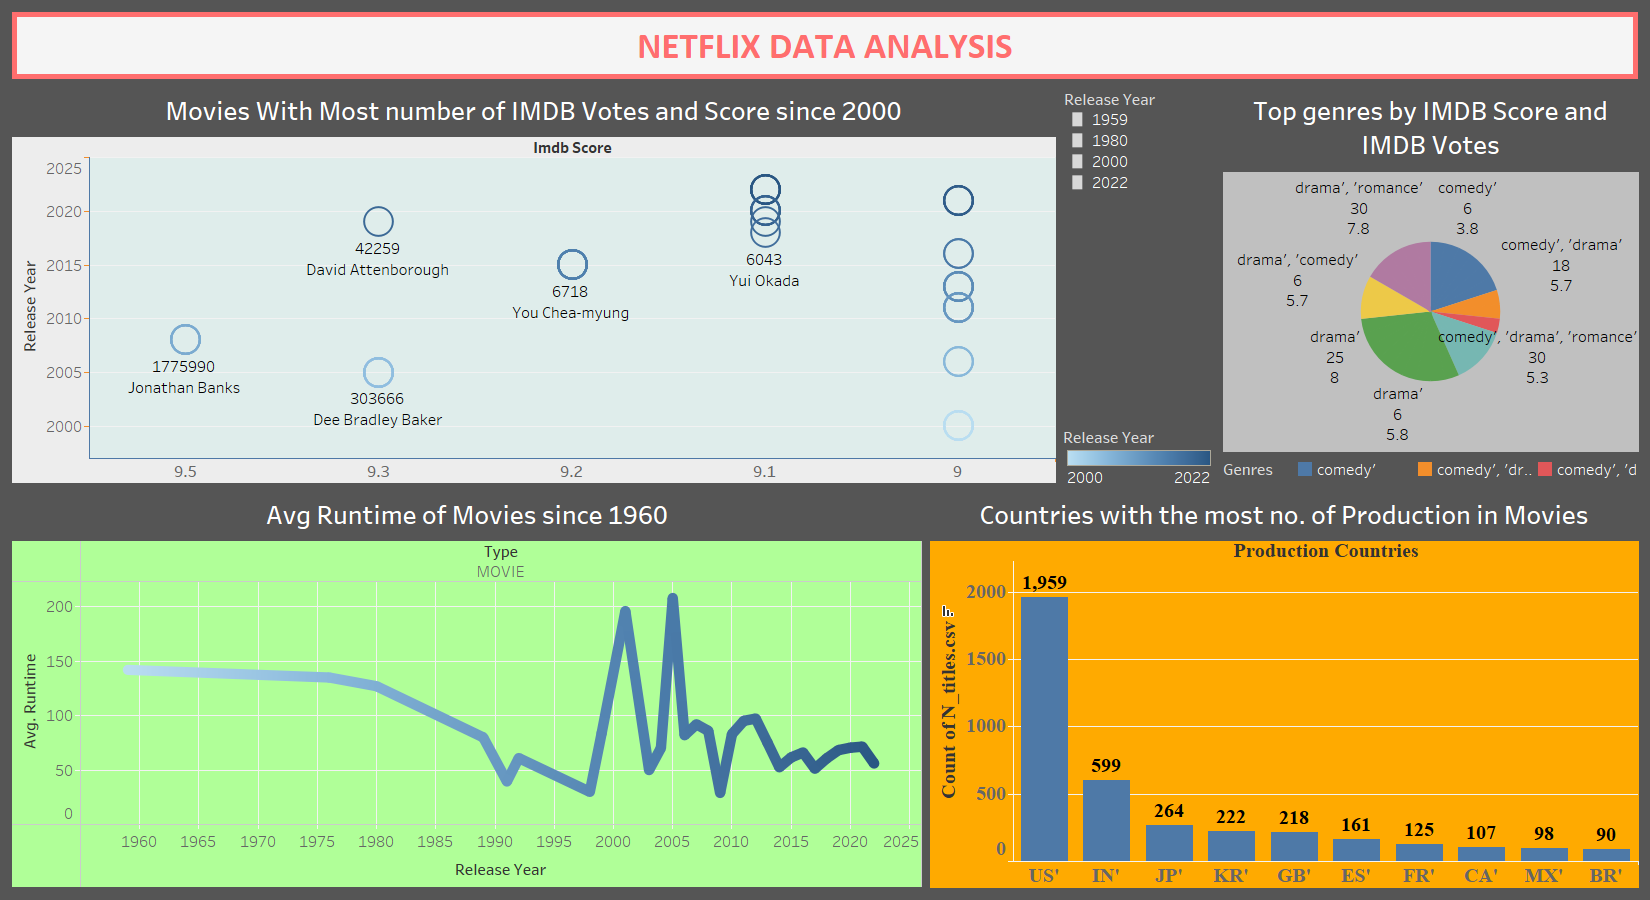 NETFLIX DATA ANALYSIS
Movies With Most number of IMDB Votes and Score since 2000
Imdb Score
Release Year
2025
2020
2015
2010
2005
2000
42259
David Attenborough
6718
You Chea-myung
6043
Yui Okada
1775990
Jonathan Banks
303666
Dee Bradley Baker
9.5
9.3
9.2
9.1
9
Release Year
1959
1980
2000
2022
Release Year
2000
2022
Top genres by IMDB Score and
IMDB Votes
drama', 'romance'
30
7.8
comedy'
6
3.8
comedy', 'drama'
18
5.7
drama', 'comedy'
6
5.7
drama'
25
8
comedy', 'drama', 'romance'
30
5.3
drama'
6
5.8
Genres
comedy'
comedy', 'dr..
comedy', 'd
Avg Runtime of Movies since 1960
Type
MOVIE
Avg. Runtime
200
150
100
50
0
1960
1965
1970
1975
1980
1985
1990
1995
2000
2005
2010
2015
2020
2025
Release Year
Countries with the most no. of Production in Movies
Production Countries
Count of N_titles.csv
2000
1500
1000
500
0
1,959
599
264
222
218
161
125
107
98
90
US'
IN'
JP'
KR'
GB'
ES'
FR'
CA'
MX'
BR'